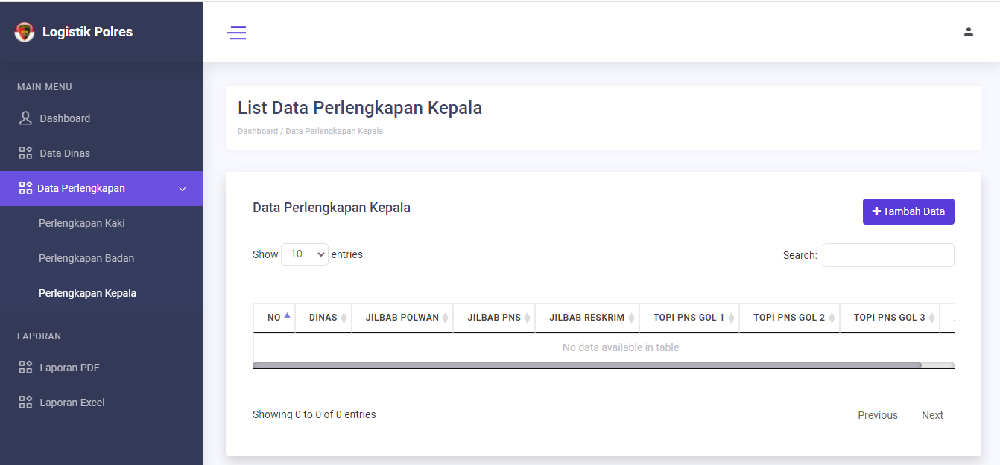 Logistik Polres
MAIN MENU
Dashboard
Data Dinas
Data Perlengkapan
Perlengkapan Kaki
Perlengkapan Badan
Perlengkapan Kepala
LAPORAN
Laporan PDF
Laporan Excel
List Data Perlengkapan Kepala
Dashboard / Data Perlengkapan Kepala
Data Perlengkapan Kepala
Tambah Data
Show 10 entries
Search:
NO DINAS JILBAB POLWAN JILBAB PNS JILBAB RESKRIM TOPI PNS GOL 1 TOPI PNS GOL 2 TOPI PNS GOL 3
No data available in table
Showing 0 to 0 of 0 entries
Previous Next